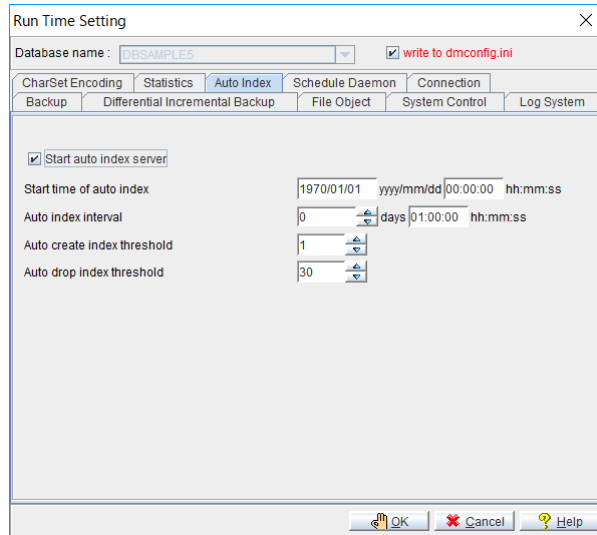 Run Time Setting
Database name : DBSAMPLE5 write to dmconfig.ini
CharSet Encoding Statistics Auto Index Schedule Daemon Connection
Backup Differential Incremental Backup File Object System Control Log System
Start auto index server
Start time of auto index 1970/01/01 yyyy/mm/dd 00:00:00 hh:mm:ss
Auto index interval 0 days 01:00:00 hh:mm:ss
Auto create index threshold 1
Auto drop index threshold 30
OK Cancel Help